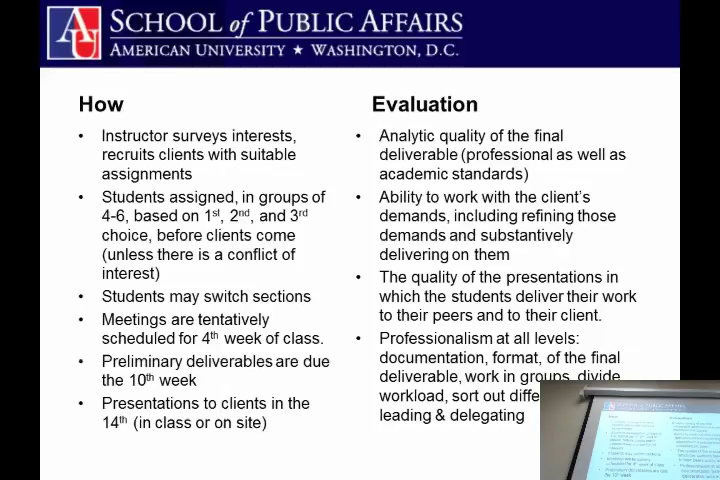 AU SCHOOL of PUBLIC AFFAIRS
AMERICAN UNIVERSITY ★ WASHINGTON, D.C.
How
• Instructor surveys interests,
recruits clients with suitable
assignments
• Students assigned, in groups of
4-6, based on 1st, 2nd, and 3rd
choice, before clients come
(unless there is a conflict of
interest)
• Students may switch sections
• Meetings are tentatively
scheduled for 4th week of class.
• Preliminary deliverables are due
the 10th week
• Presentations to clients in the
14th (in class or on site)
Evaluation
• Analytic quality of the final
deliverable (professional as well as
academic standards)
• Ability to work with the client's
demands, including refining those
demands and substantively
delivering on them
• The quality of the presentations in
which the students deliver their work
to their peers and to their client.
• Professionalism at all levels:
documentation, format, of the final
deliverable, work in groups, divide
workload, sort out
leading & delegating